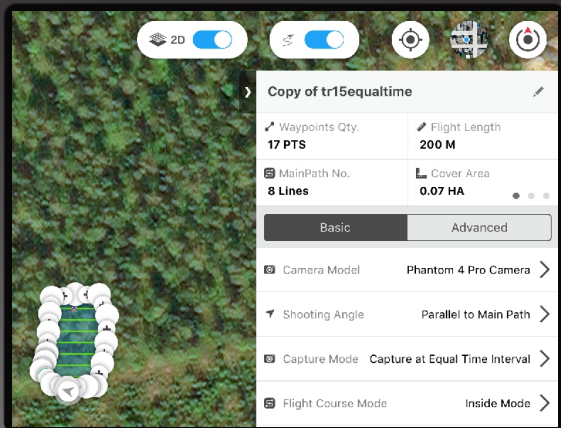 2D
Copy of tr15equaltime
Waypoints Qty.
17 PTS
Flight Length
200 M
MainPath No.
8 Lines
Cover Area
0.07 HA
Basic
Advanced
Camera Model
Phantom 4 Pro Camera
Shooting Angle
Parallel to Main Path
Capture Mode
Capture at Equal Time Interval
Flight Course Mode
Inside Mode